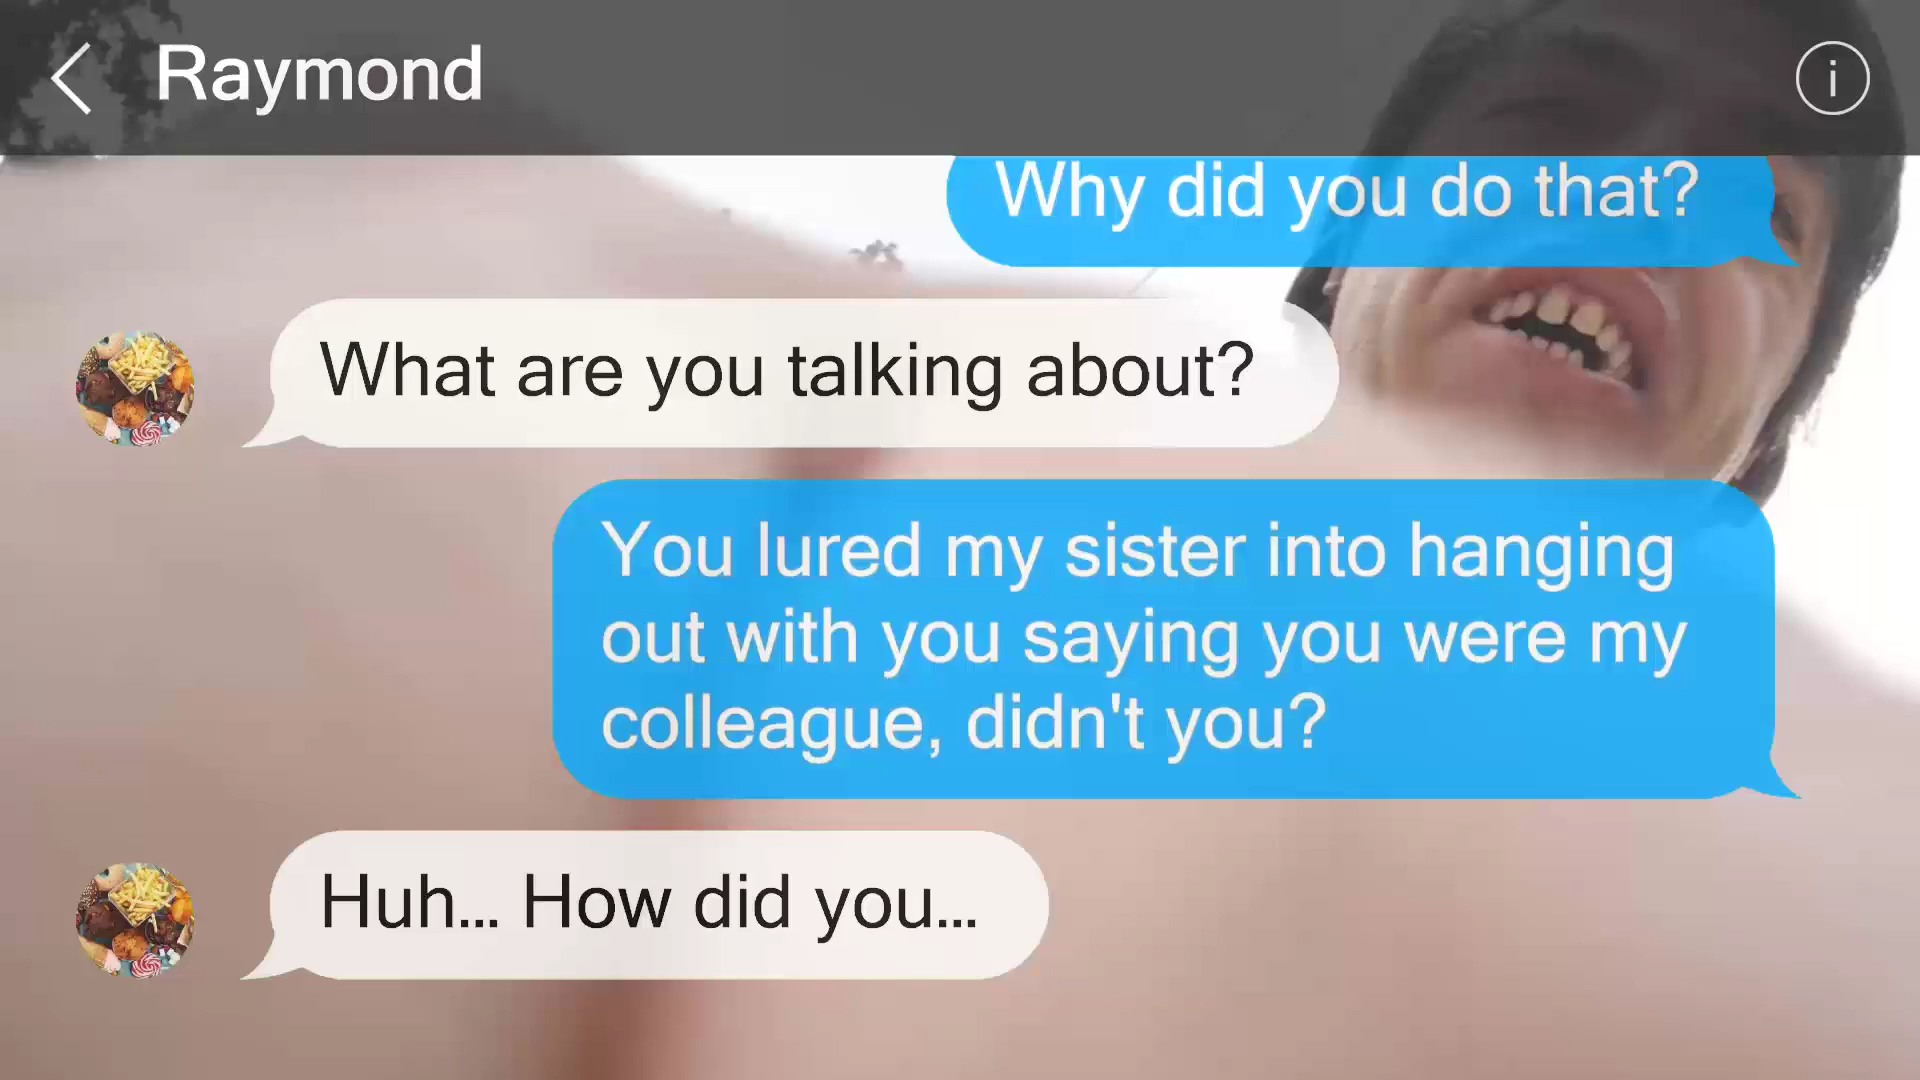 Raymond
Why did you do that?
What are you talking about?
You lured my sister into hanging
out with you saying you were my
colleague, didn't you?
Huh... How did you...